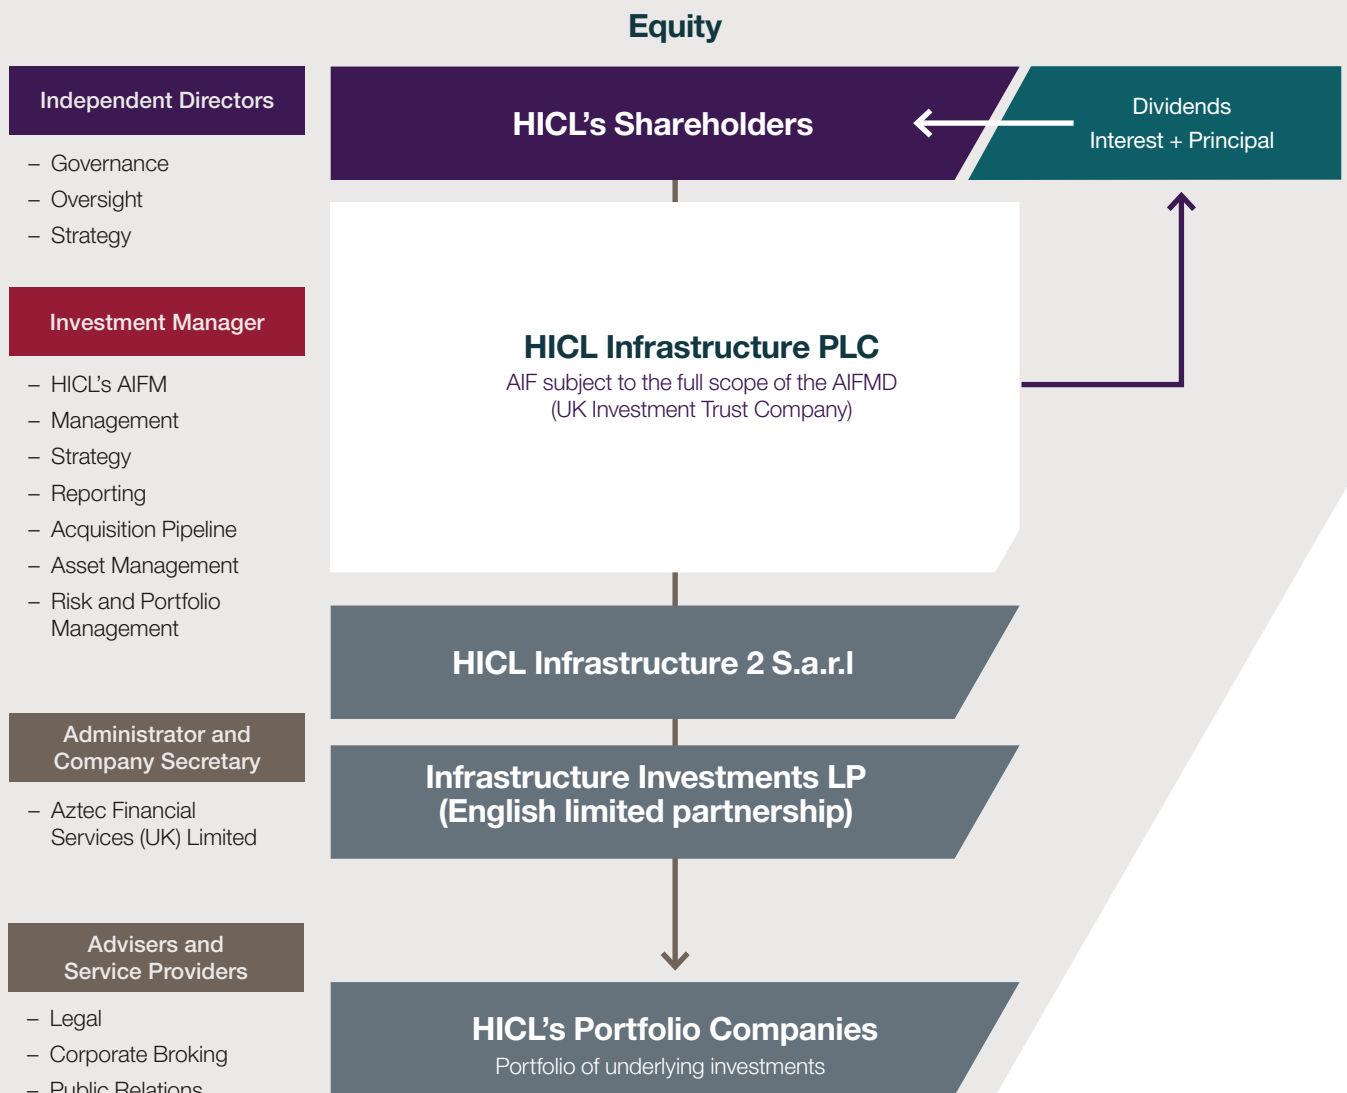 Equity
Independent Directors
– Governance
– Oversight
– Strategy
Investment Manager
– HICL's AIFM
– Management
– Strategy
– Reporting
– Acquisition Pipeline
– Asset Management
– Risk and Portfolio
Management
Administrator and
Company Secretary
– Aztec Financial
Services (UK) Limited
Advisers and
Service Providers
– Legal
– Corporate Broking
– Public Relations
HICL's Shareholders
Dividends
Interest + Principal
HICL Infrastructure PLC
AIF subject to the full scope of the AIFMD
(UK Investment Trust Company)
HICL Infrastructure 2 S.a.r.l
Infrastructure Investments LP
(English limited partnership)
HICL's Portfolio Companies
Portfolio of underlying investments